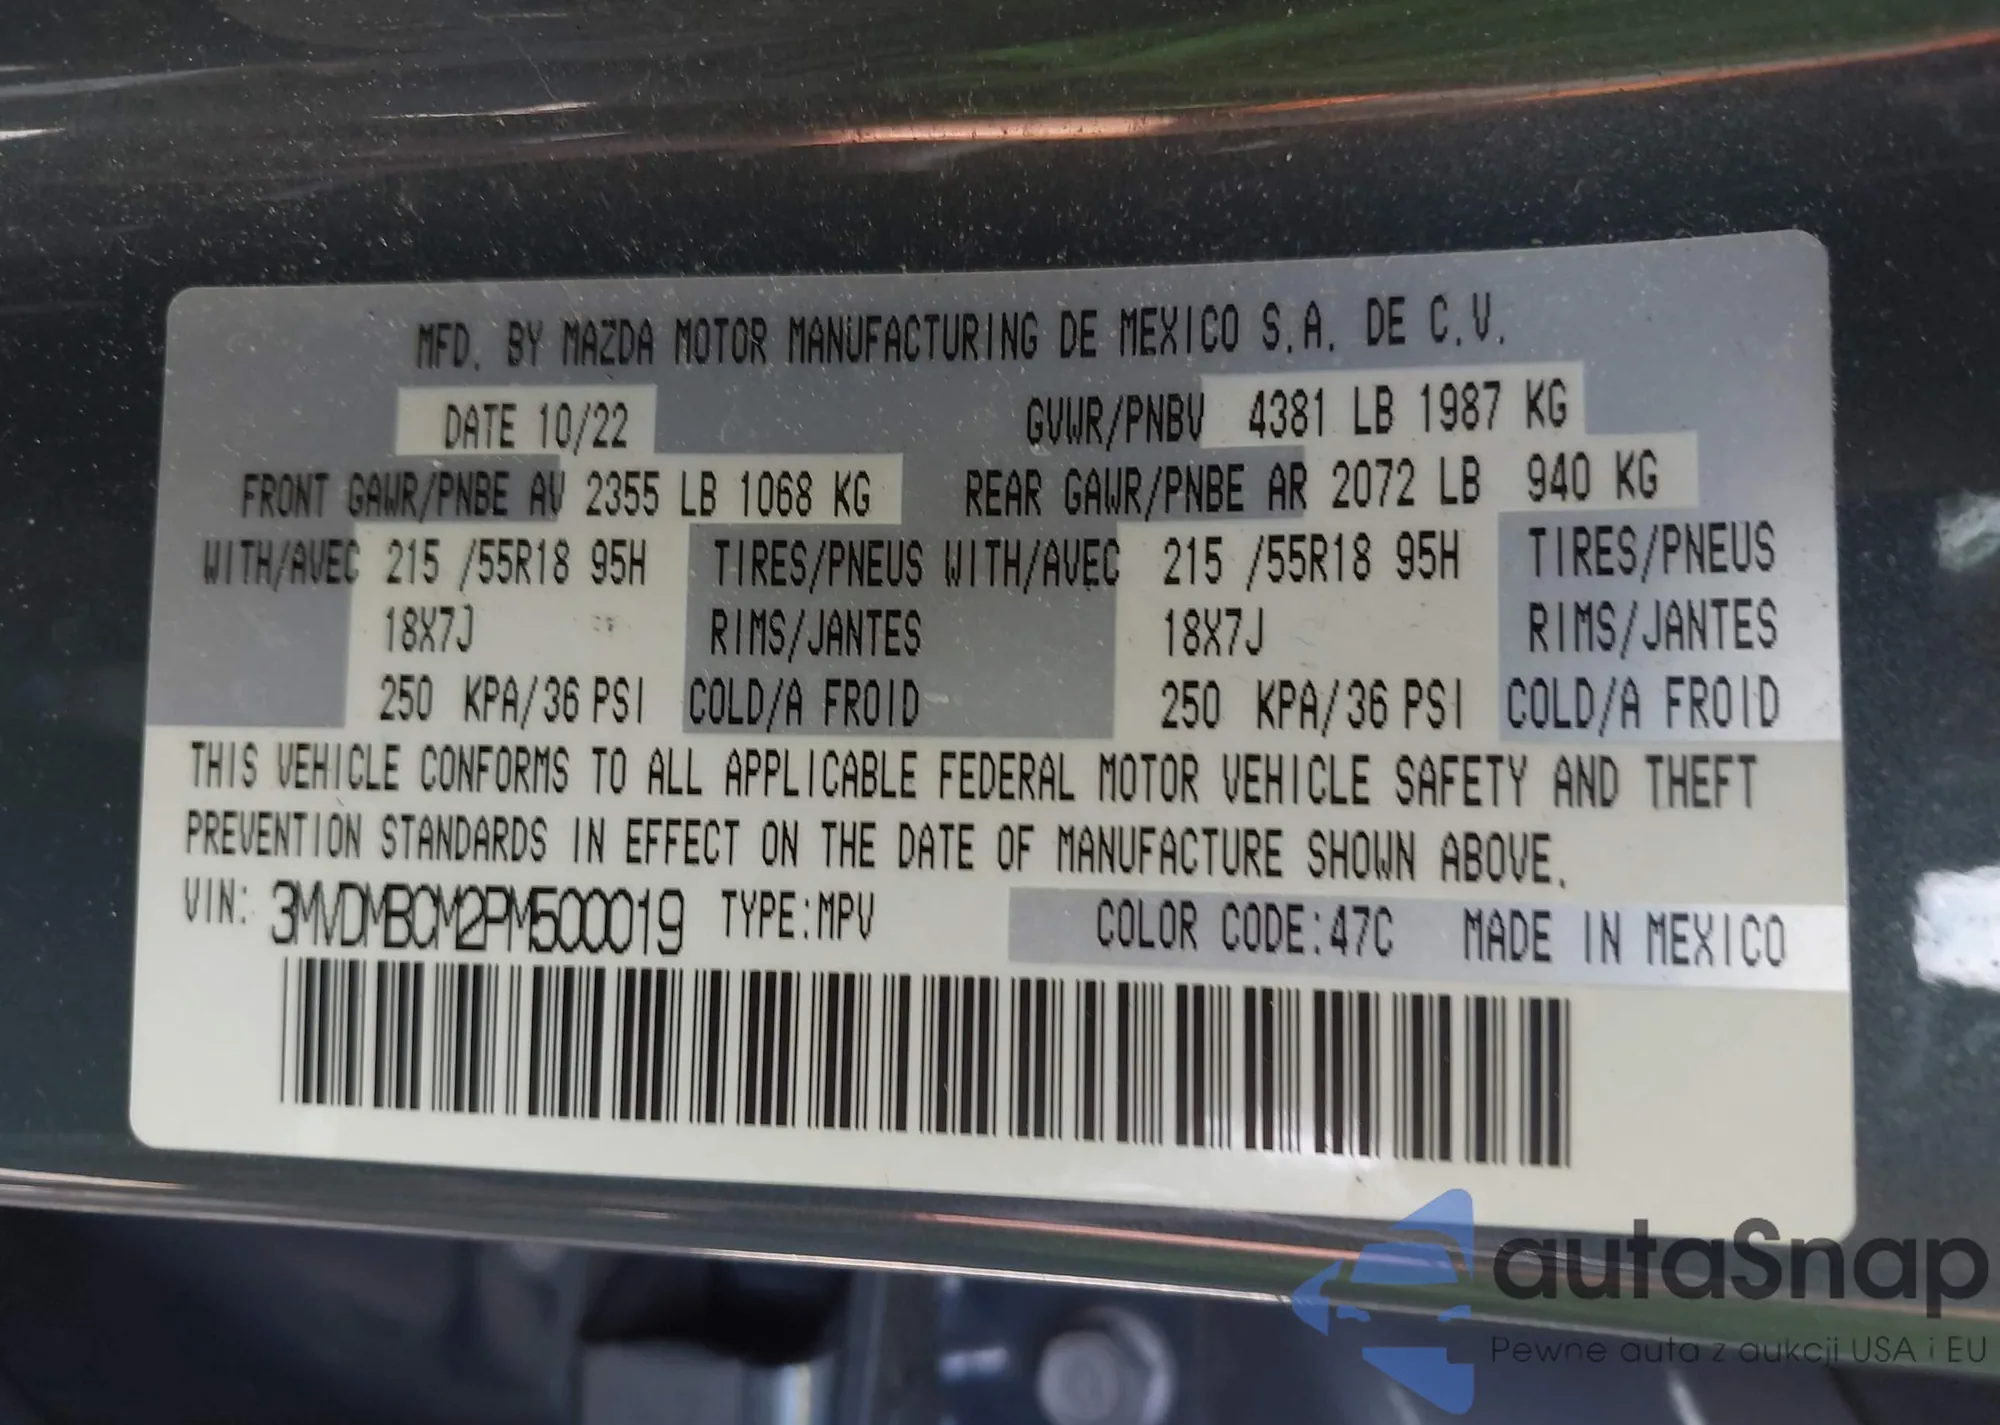 MFD. BY MAZDA MOTOR MANUFACTURING DE MEXICO S.A. DE C.V.
DATE 10/22 GVWR/PNBV 4381 LB 1987 KG
FRONT GAWR/PNBE AV 2355 LB 1068 KG REAR GAWR/PNBE AR 2072 LB 940 KG
WITH/AVEC 215 /55R18 95H TIRES/PNEUS WITH/AVEC 215 /55R18 95H TIRES/PNEUS
18X7J RIMS/JANTES 18X7J RIMS/JANTES
250 KPA/36 PSI COLD/A FROID 250 KPA/36 PSI COLD/A FROID
THIS VEHICLE CONFORMS TO ALL APPLICABLE FEDERAL MOTOR VEHICLE SAFETY AND THEFT
PREVENTION STANDARDS IN EFFECT ON THE DATE OF MANUFACTURE SHOWN ABOVE.
VIN: 3MVDMBCM2PM500019 TYPE:MPV COLOR CODE:47C MADE IN MEXICO
autaSnap
Pewne auta z aukcji USA i EU